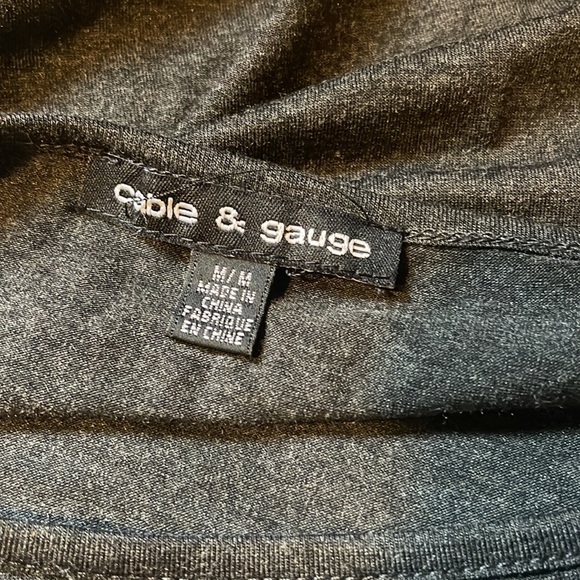 cable & gauge
M/M
MADE IN
CHINA
FABRIQUE
EN CHINE